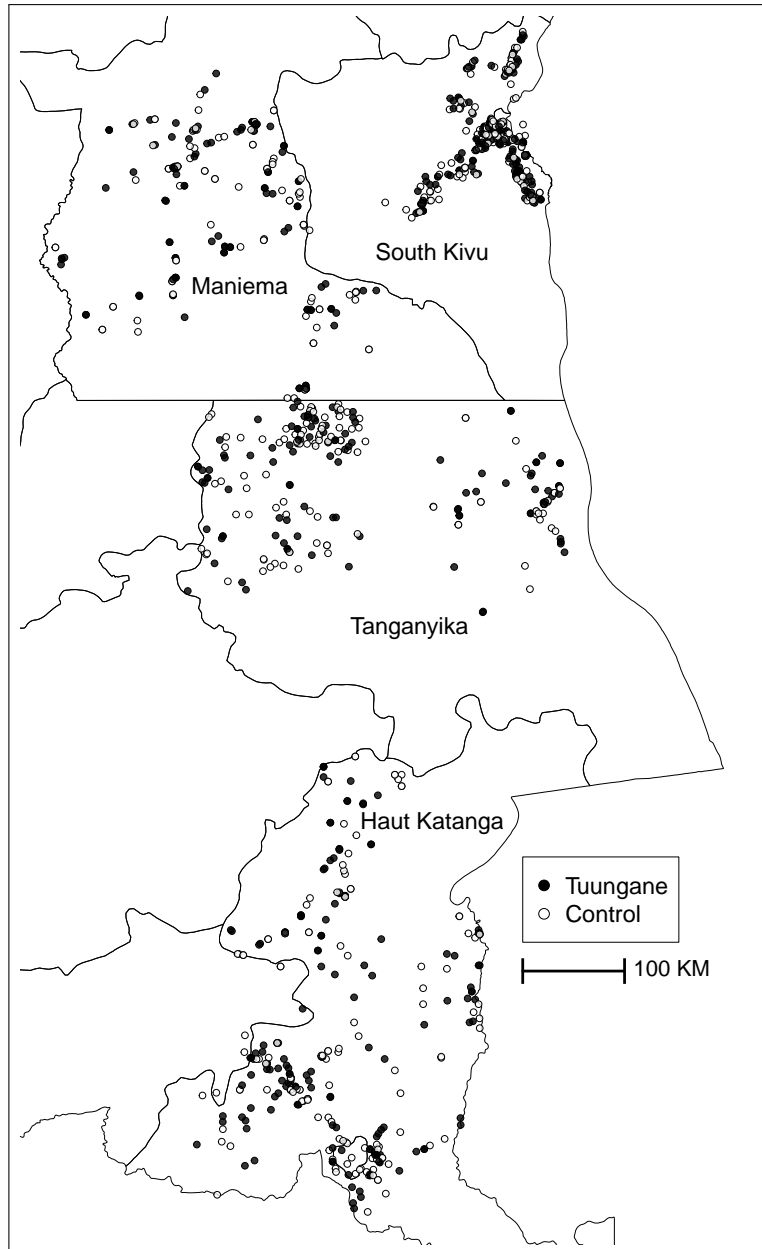 South Kivu
Maniema
Tanganyika
Haut Katanga
Tuungane
Control
100 KM